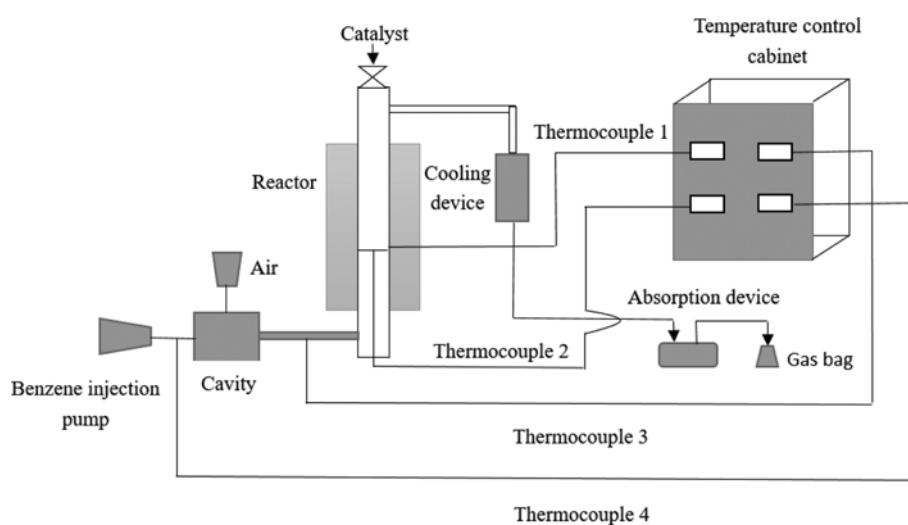 Catalyst
Temperature control
cabinet
Thermocouple 1
Reactor
Cooling
device
Air
Absorption device
Thermocouple 2
Gas bag
Benzene injection
pump
Cavity
Thermocouple 3
Thermocouple 4